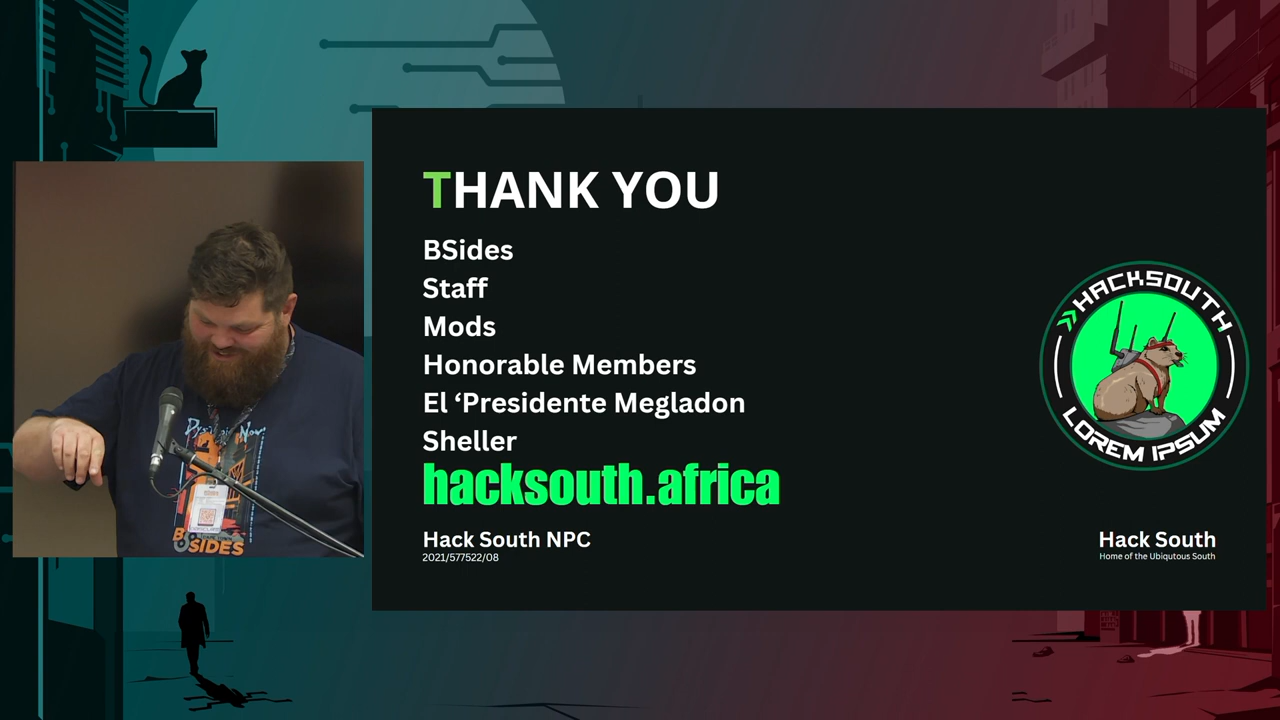 THANK YOU
BSides
Staff
Mods
Honorable Members
El ‘Presidente Megladon
Sheller
hacksouth.africa
Hack South NPC
2021/577522/08
HACKSOUTH
LOREM IPSUM
Hack South
Home of the Ubiqutous South
BSIDES